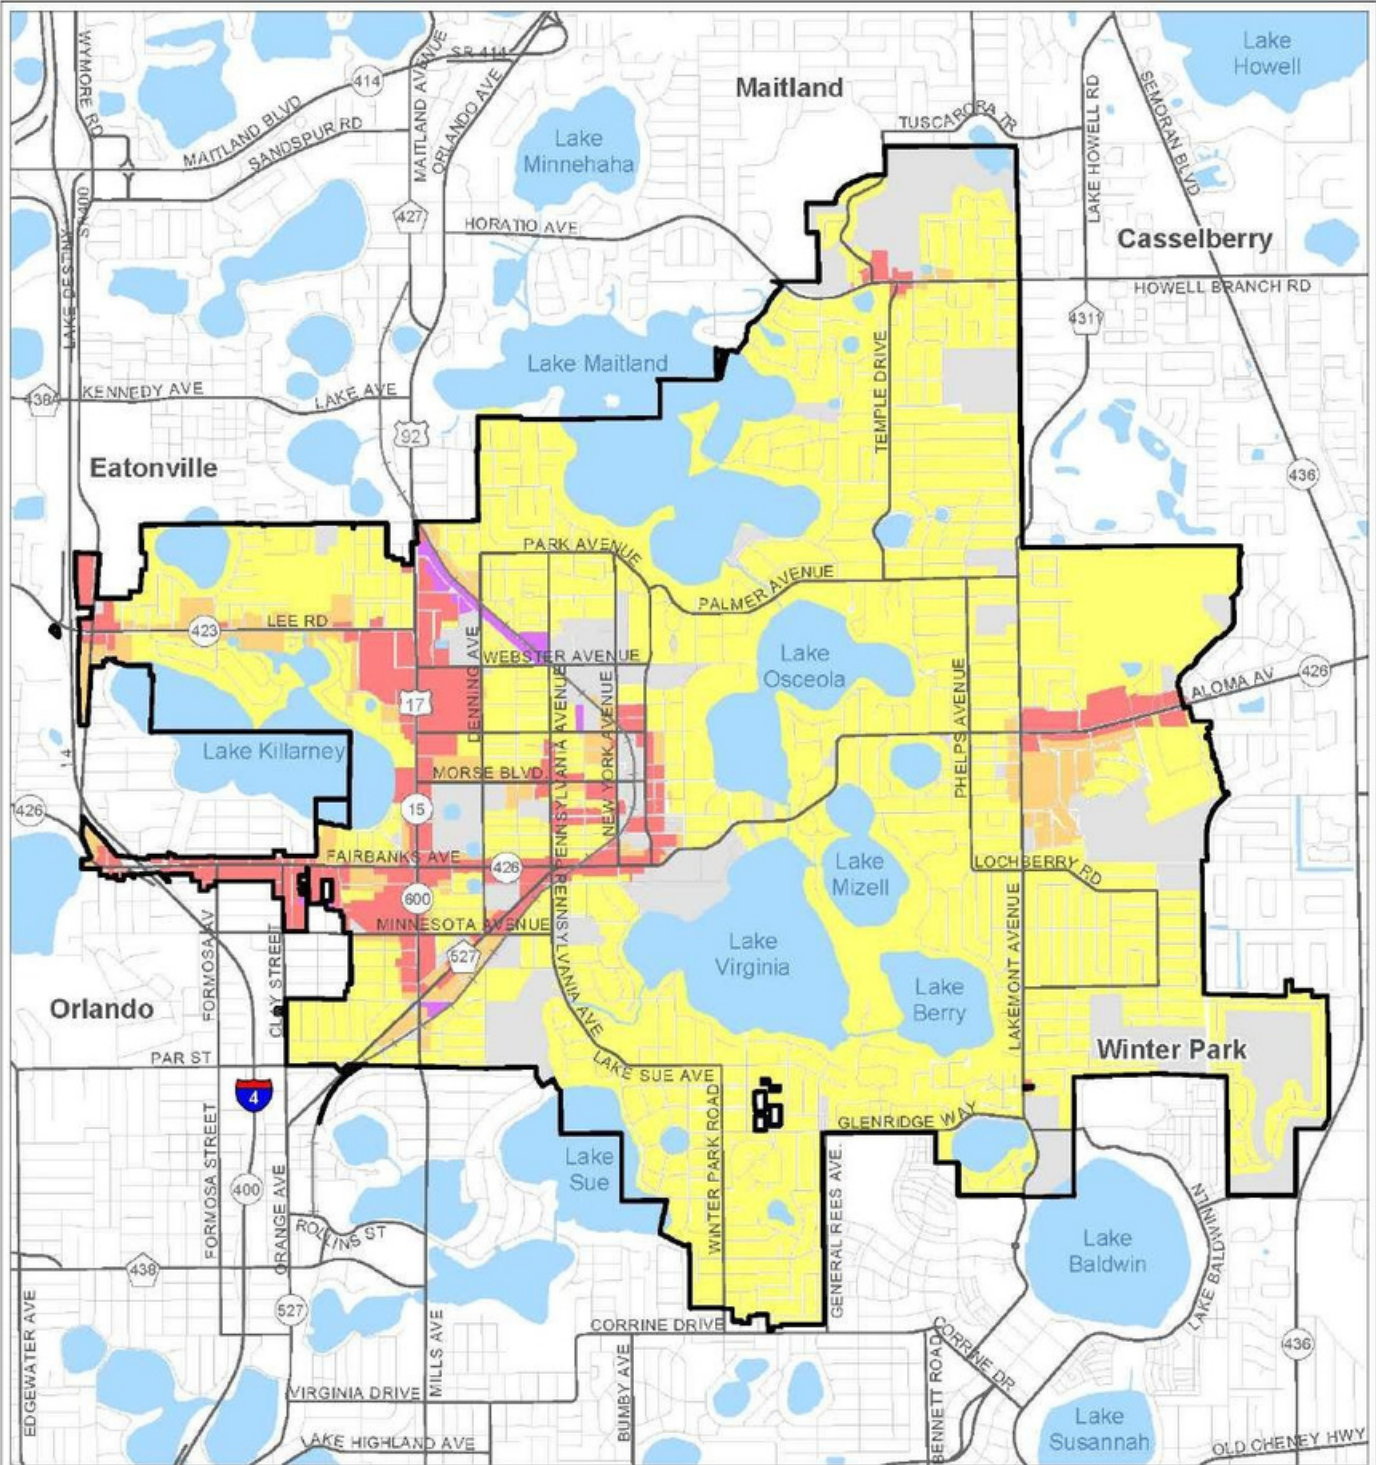 WYMORE RD
MAITLAND BLVD
414
SANDSPUR RD
MAITLAND AVENUE
SR 414
ORLANDO AVE
Maitland
Lake
Howell
Lake
Minnehaha
TUSCARORA TR
LAKE HOWELL RD
SEMORAN BLVD
SR400
427
HORATIO AVE
Casselberry
LAKE DESTINY
HOWELL BRANCH RD
4311
Lake Maitland
TEMPLE DRIVE
438A
KENNEDY AVE
LAKE AVE
92
Eatonville
436
PARK AVENUE
PALMER AVENUE
423
LEE RD
DENNING AVE
WEBSTER AVENUE
Lake
Osceola
PHELPS AVENUE
ALOMA AV
426
17
Lake Killarney
PENNSYLVANIA AVENUE
NEW YORK AVENUE
14
MORSE BLVD.
15
426
FAIRBANKS AVE
426
Lake
Mizell
LOCHBERRY RD
600
MINNESOTA AVENUE
527
PENNSYLVANIA AVE
Lake
Virginia
Lake
Berry
LAKEMONT AVENUE
FORMOSA AV
CLAY STREET
Orlando
Winter Park
PAR ST
LAKE SUE AVE
4
WINTER PARK ROAD
GLENRIDGE WAY
Lake
Sue
FORMOSA STREET
400
ORANGE AVE
ROLLINS ST
GENERAL REES AVE.
Lake
Baldwin
LAKE BALDWIN LN
438
527
EDGEWATER AVE
MILLS AVE
CORRINE DRIVE
CORRINE DR
436
VIRGINIA DRIVE
BUMBY AVE
BENNETT ROAD
Lake
Susannah
LAKE HIGHLAND AVE
OLD CHENEY HWY